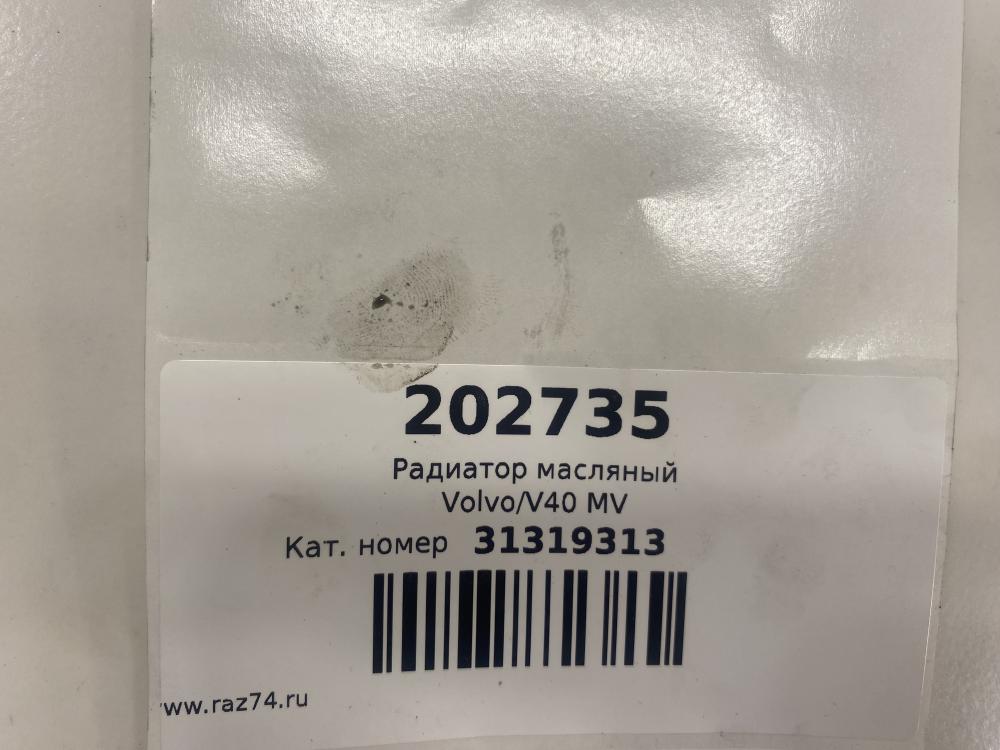 202735
Радиатор масляный
Volvo/V40 MV
Кат. номер 31319313
www.raz74.ru